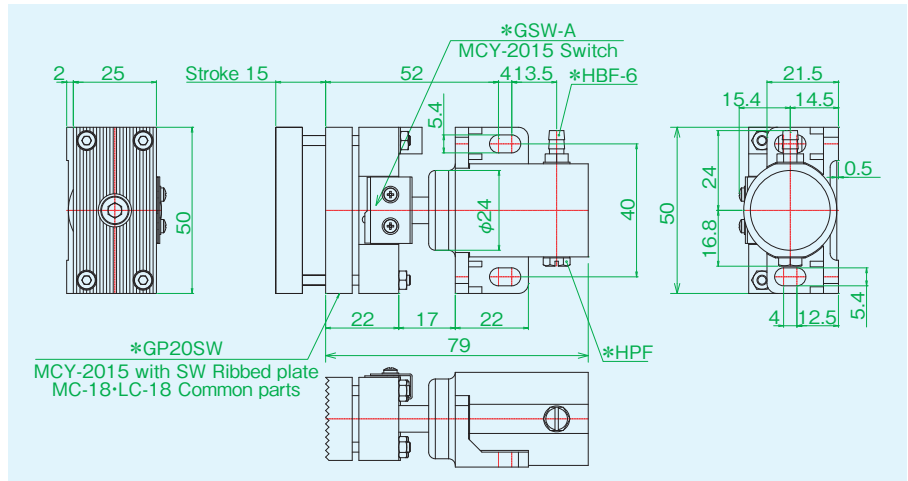 *GSW-A
MCY-2015 Switch
2
25
Stroke 15
52
4
13.5
*HBF-6
21.5
15.4
14.5
5.4
50
φ24
40
50
24
16.8
0.5
22
17
22
4
12.5
5.4
79
*HPF
*GP20SW
MCY-2015 with SW Ribbed plate
MC-18･LC-18 Common parts